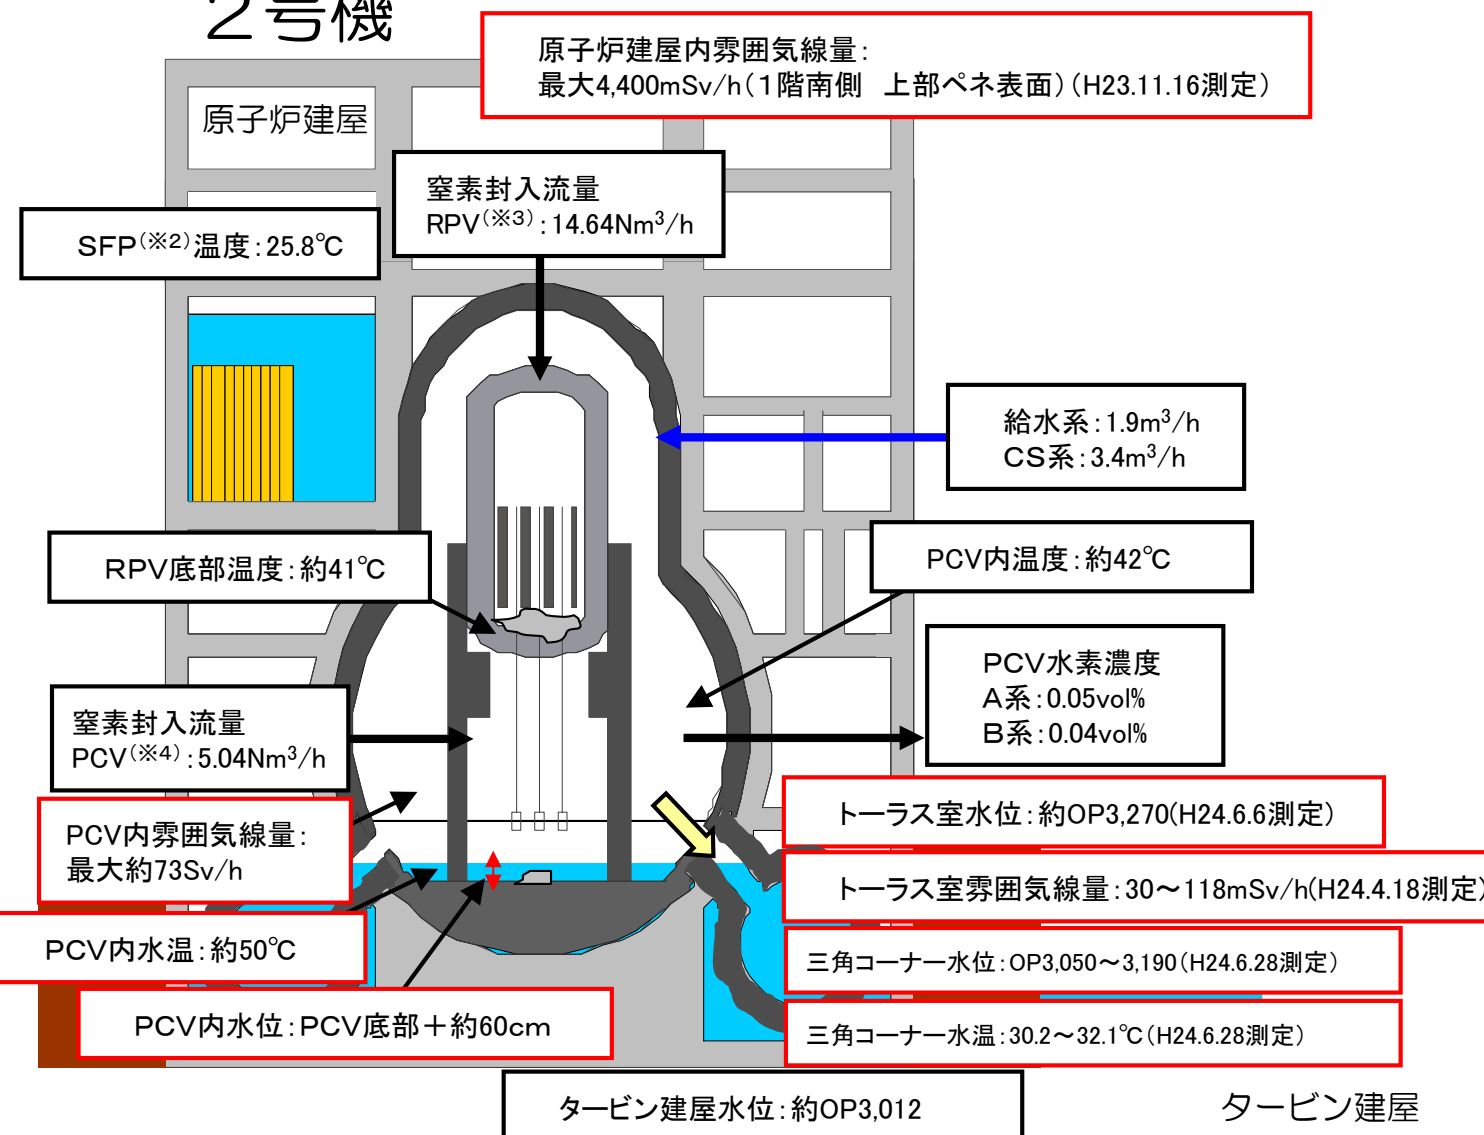 ２号機
原子炉建屋内雰囲気線量：
最大4,400mSv/h（１階南側　上部ペネ表面）（H23.11.16測定）
原子炉建屋
窒素封入流量
RPV（※3）：14.64Nm³/h
SFP（※2）温度：25.8℃
給水系：1.9m³/h
CS系：3.4m³/h
RPV底部温度：約41℃
PCV内温度：約42℃
PCV水素濃度
A系：0.05vol%
B系：0.04vol%
窒素封入流量
PCV（※4）：5.04Nm³/h
PCV内雰囲気線量：
最大約73Sv/h
トーラス室水位：約OP3,270(H24.6.6測定）
トーラス室雰囲気線量：30～118mSv/h(H24.4.18測定）
PCV内水温：約50℃
三角コーナー水位：OP3,050～3,190（H24.6.28測定）
PCV内水位：PCV底部＋約60cm
三角コーナー水温：30.2～32.1℃（H24.6.28測定）
タービン建屋水位：約OP3,012
タービン建屋